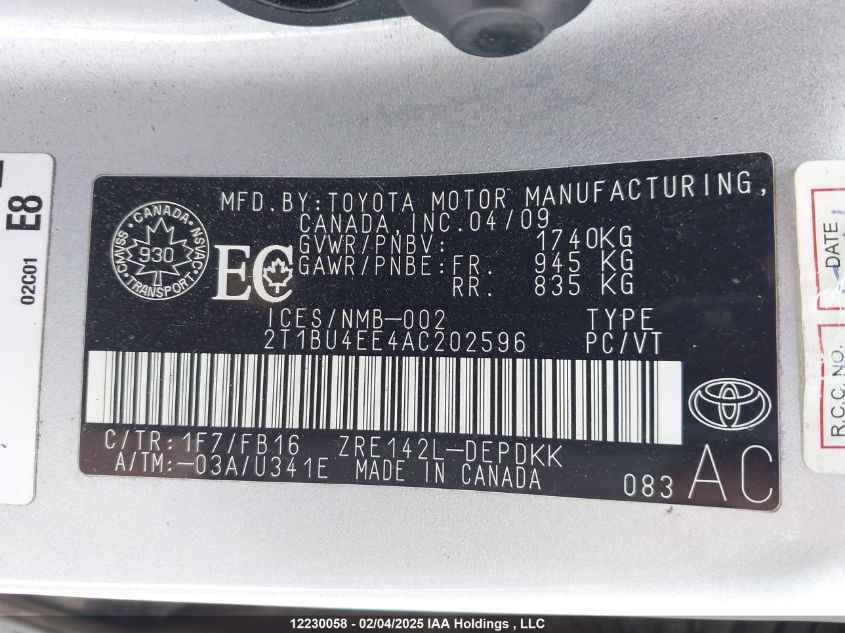 MFD.BY:TOYOTA MOTOR MANUFACTURING,
CANADA,INC.04/09
GVWR/PNBV: 1740KG
GAWR/PNBE:FR. 945 KG
RR. 835 KG
CANADA
CMVSS NSVAC
930
TRANSPORT
EC
ICES/NMB-002 TYPE
2T1BU4EE4AC202596 PC/VT
C/TR:1F7/FB16 ZRE142L-DEPDKK
A/TM:-03A/U341E MADE IN CANADA
083 AC
E8
02C01
DATE
R.C.C. NO.
12230058 - 02/04/2025 IAA Holdings , LLC